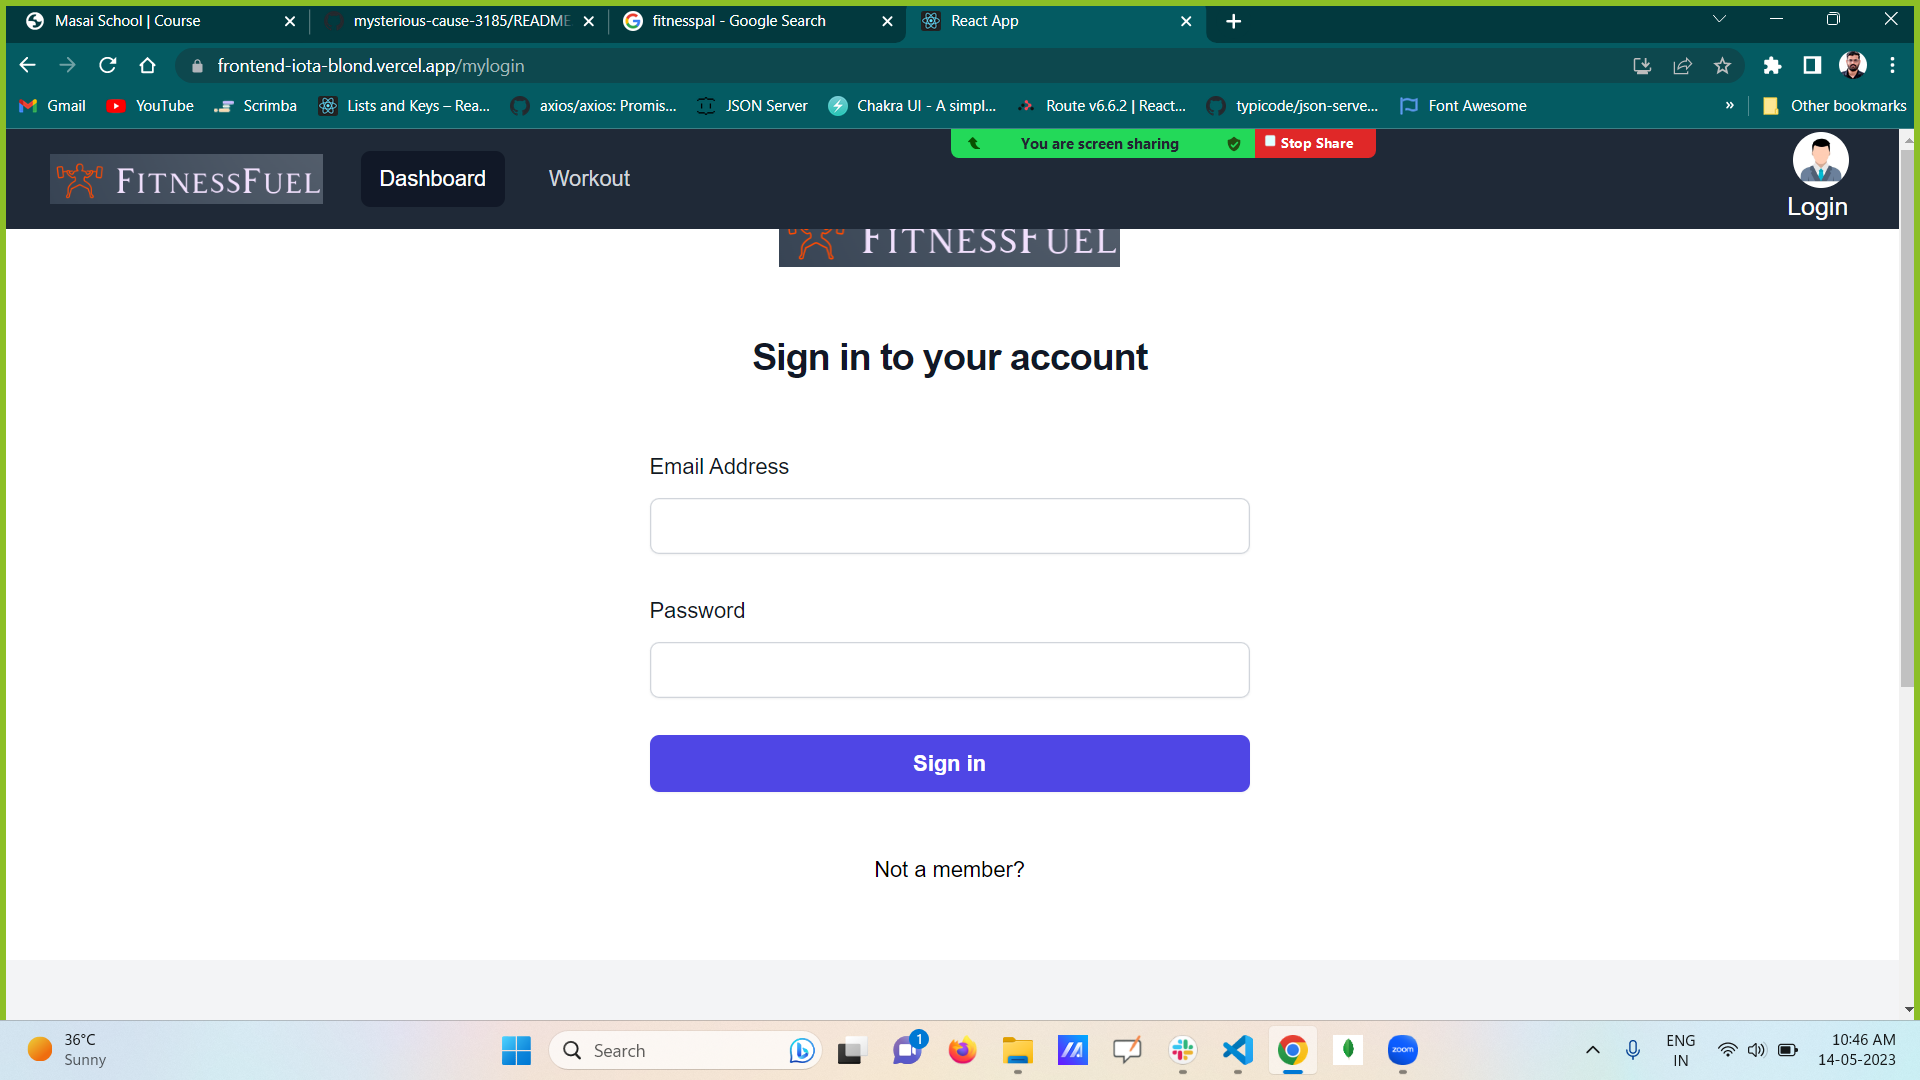 Masai School | Course
mysterious-cause-3185/README
fitnesspal - Google Search
React App
frontend-iota-blond.vercel.app/mylogin
Gmail
YouTube
Scrimba
Lists and Keys – Rea...
axios/axios: Promis...
JSON Server
Chakra UI - A simpl...
Route v6.6.2 | React...
typicode/json-serve...
Font Awesome
»
Other bookmarks
You are screen sharing
Stop Share
FITNESSFUEL
Dashboard
Workout
Login
FITNESSFUEL
Sign in to your account
Email Address
Password
Sign in
Not a member?
36°C
Sunny
Search
1
zoom
ENG
IN
10:46 AM
14-05-2023